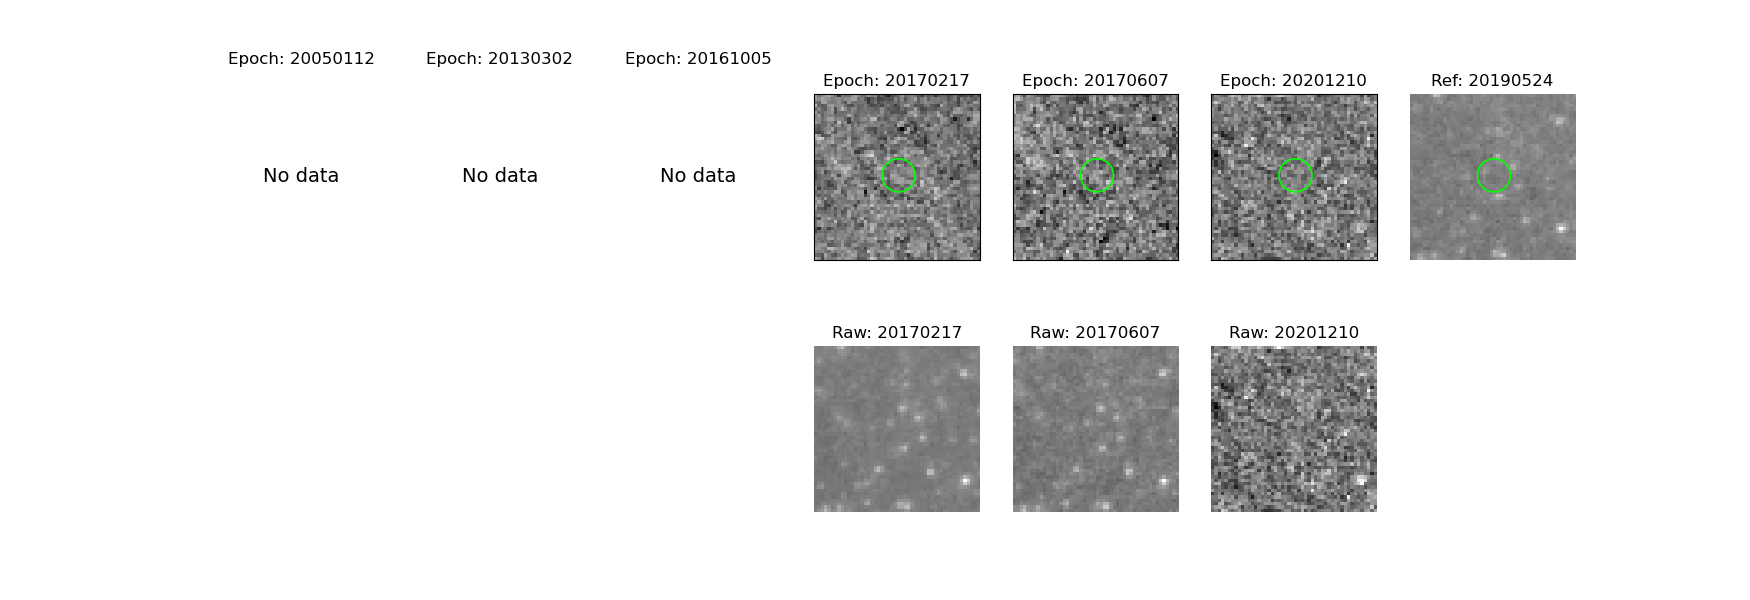 Epoch: 20050112
Epoch: 20130302
Epoch: 20161005
Epoch: 20170217
Epoch: 20170607
Epoch: 20201210
Ref: 20190524
No data
No data
No data
Raw: 20170217
Raw: 20170607
Raw: 20201210